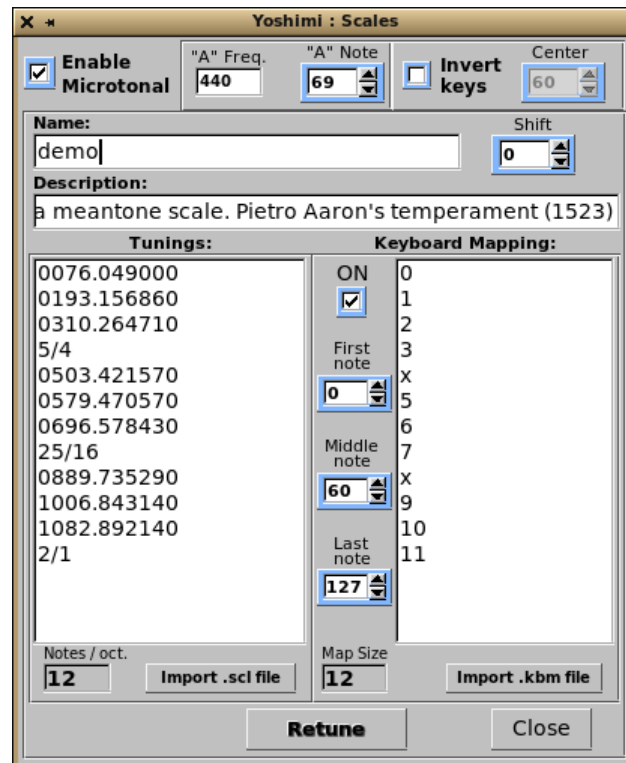 Yoshimi : Scales
Enable
Microtonal
"A" Freq.
440
"A" Note
69
Invert
keys
Center
60
Name:
demo
Shift
0
Description:
a meantone scale. Pietro Aaron's temperament (1523)
Tunings:
0076.049000
0193.156860
0310.264710
5/4
0503.421570
0579.470570
0696.578430
25/16
0889.735290
1006.843140
1082.892140
2/1
Notes / oct.
12
Import .scl file
Keyboard Mapping:
ON
First
note
0
Middle
note
60
Last
note
127
0
1
2
3
x
5
6
7
x
9
10
11
Map Size
12
Import .kbm file
Retune
Close